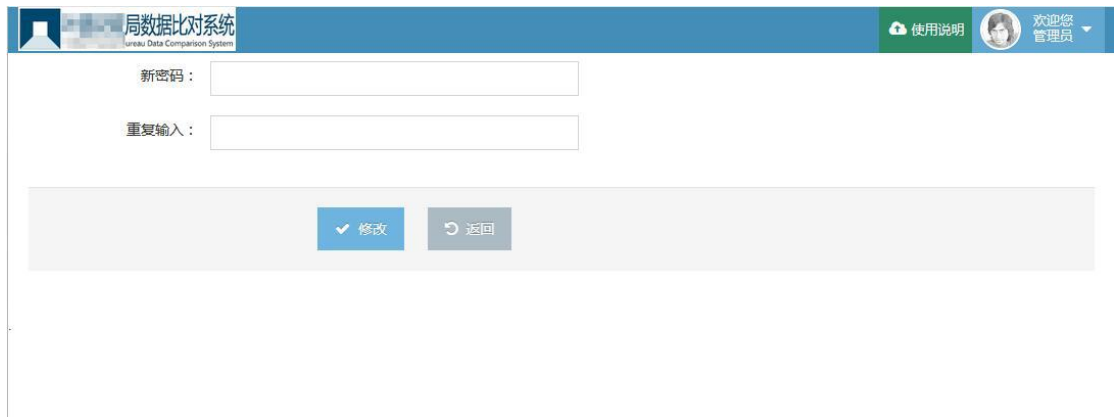 局数据比对系统
ureau Data Comparison System
使用说明
欢迎您
管理员
新密码：
重复输入：
修改
返回